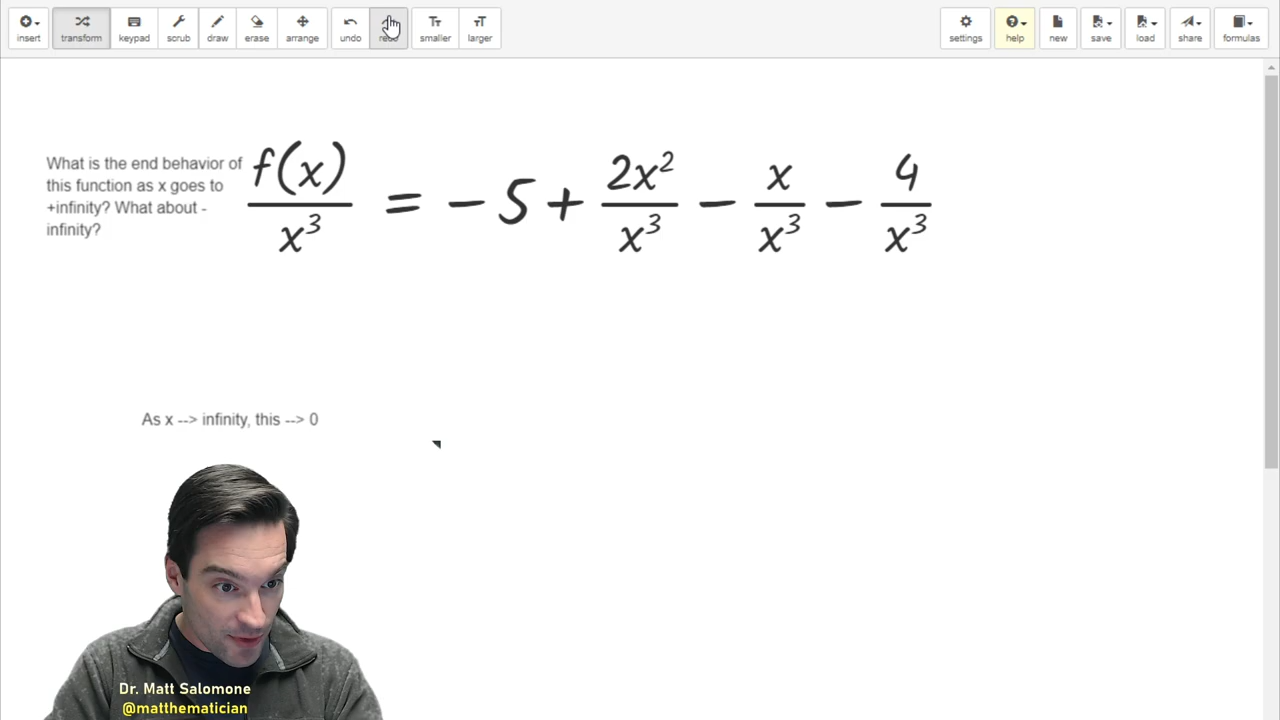 insert transform keypad scrub draw erase arrange undo redo smaller larger settings help new save load share formulas
What is the end behavior of
this function as x goes to
+infinity? What about -
infinity?
f(x)/x³ = − 5 + 2x²/x³ − x/x³ − 4/x³
As x --> infinity, this --> 0
Dr. Matt Salomone
@matthematician